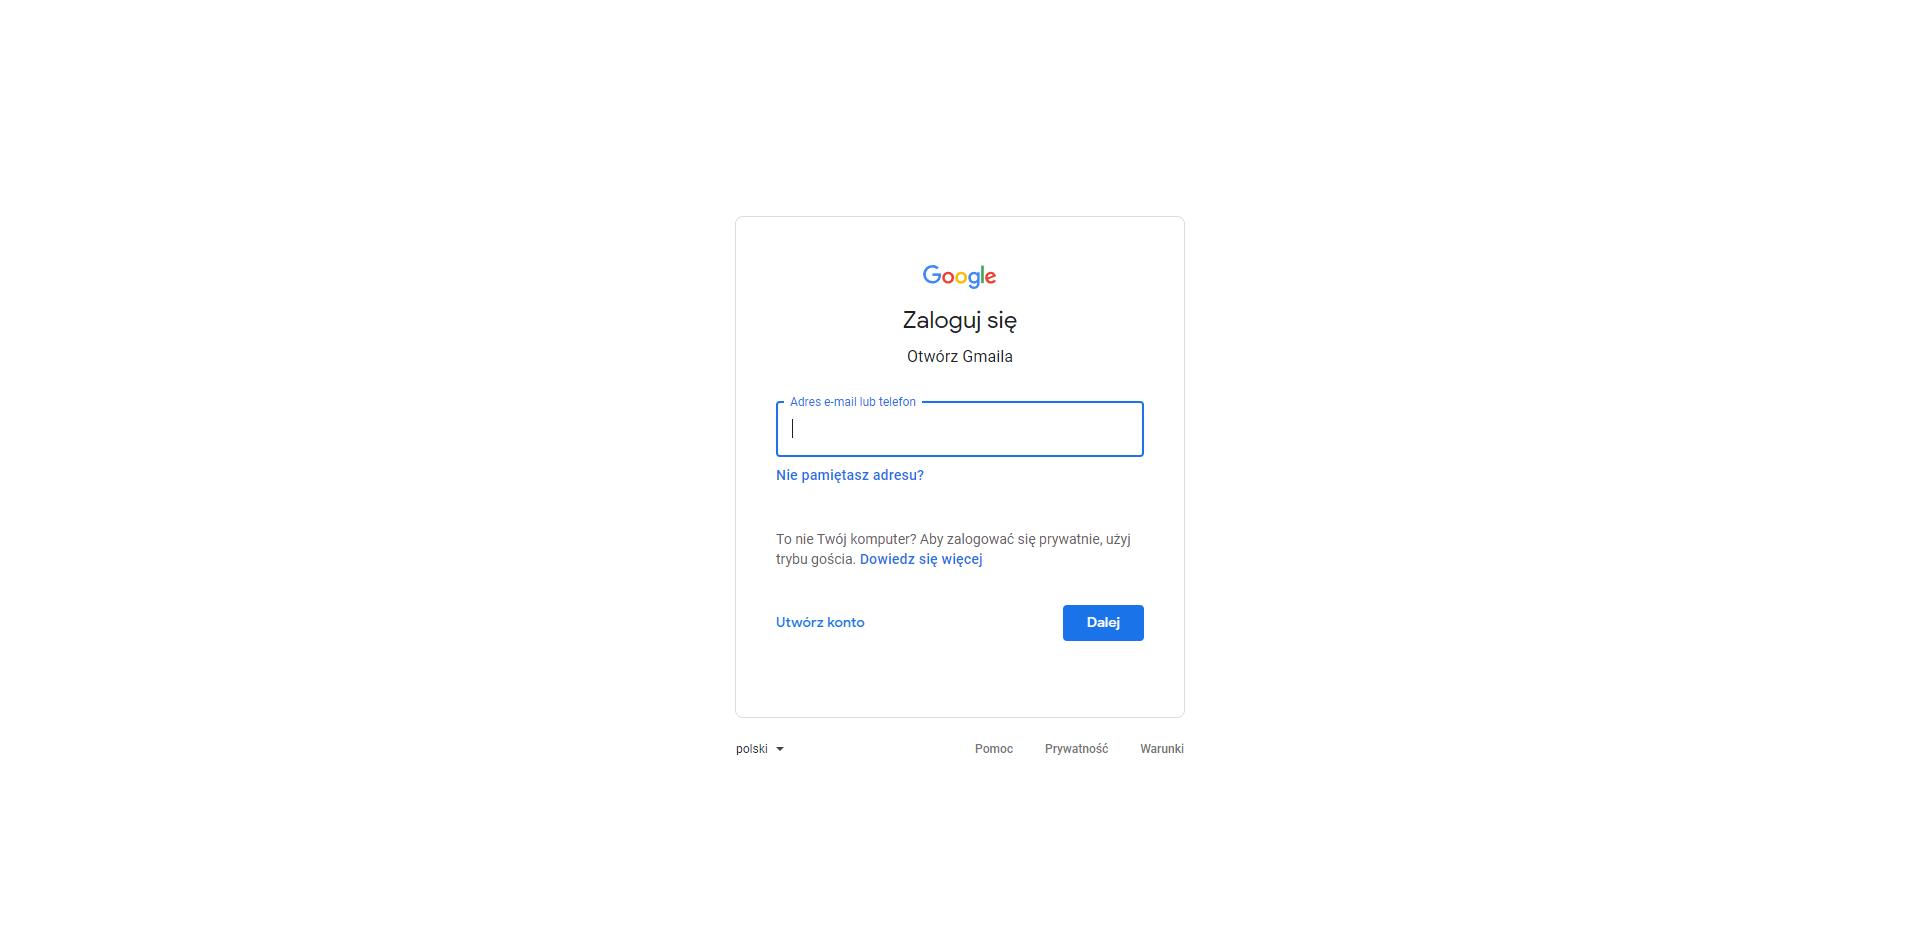 Google
Zaloguj się
Otwórz Gmaila
Adres e-mail lub telefon
Nie pamiętasz adresu?
To nie Twój komputer? Aby zalogować się prywatnie, użyj
trybu gościa. Dowiedz się więcej
Utwórz konto
Dalej
polski
Pomoc
Prywatność
Warunki